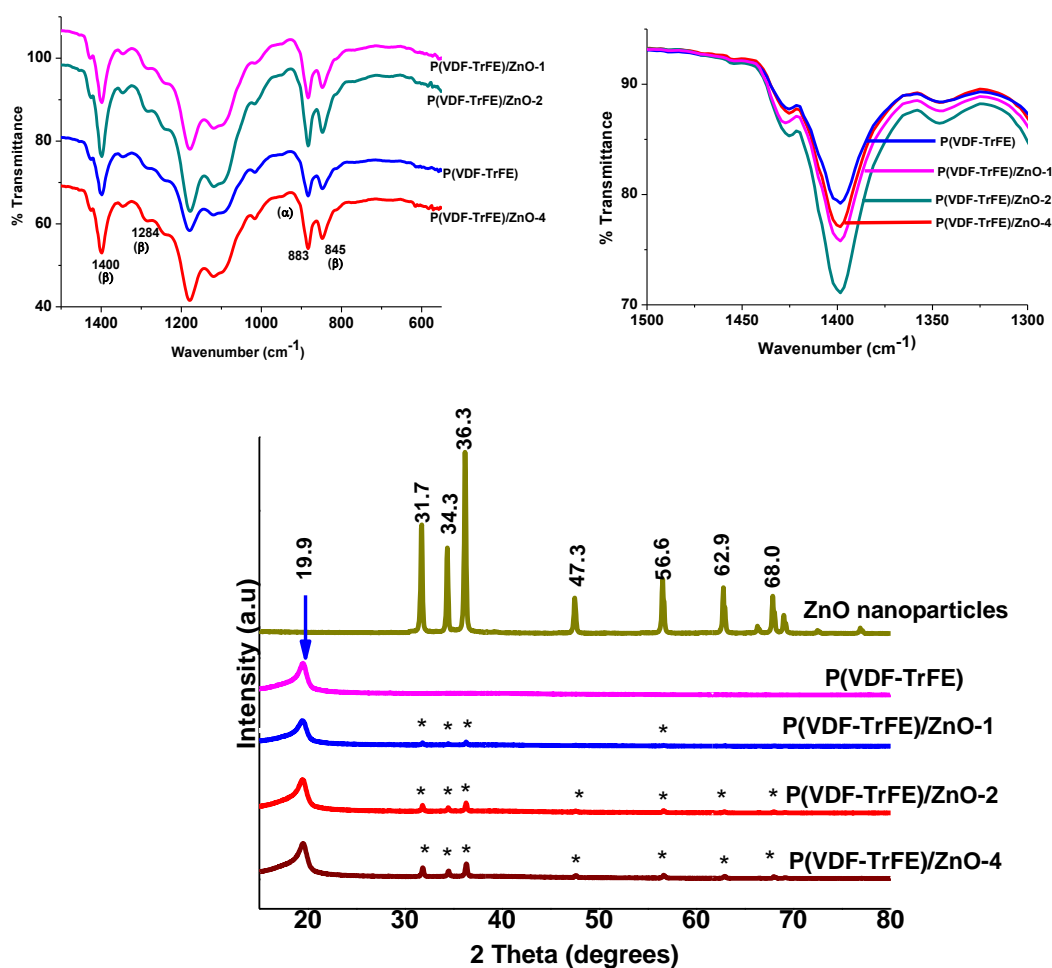 100
80
60
40
% Transmittance
P(VDF-TrFE)/ZnO-1
P(VDF-TrFE)/ZnO-2
P(VDF-TrFE)
P(VDF-TrFE)/ZnO-4
(α)
1284
(β)
1400
(β)
883
845
(β)
1400 1200 1000 800 600
Wavenumber (cm-1)
90
80
70
% Transmittance
P(VDF-TrFE)
P(VDF-TrFE)/ZnO-1
P(VDF-TrFE)/ZnO-2
P(VDF-TrFE)/ZnO-4
1500 1450 1400 1350 1300
Wavenumber (cm-1)
Intensity (a.u)
19.9
31.7
34.3
36.3
47.3
56.6
62.9
68.0
ZnO nanoparticles
P(VDF-TrFE)
* * * *
P(VDF-TrFE)/ZnO-1
* * * * * * *
P(VDF-TrFE)/ZnO-2
* * * * * * *
P(VDF-TrFE)/ZnO-4
20 30 40 50 60 70 80
2 Theta (degrees)